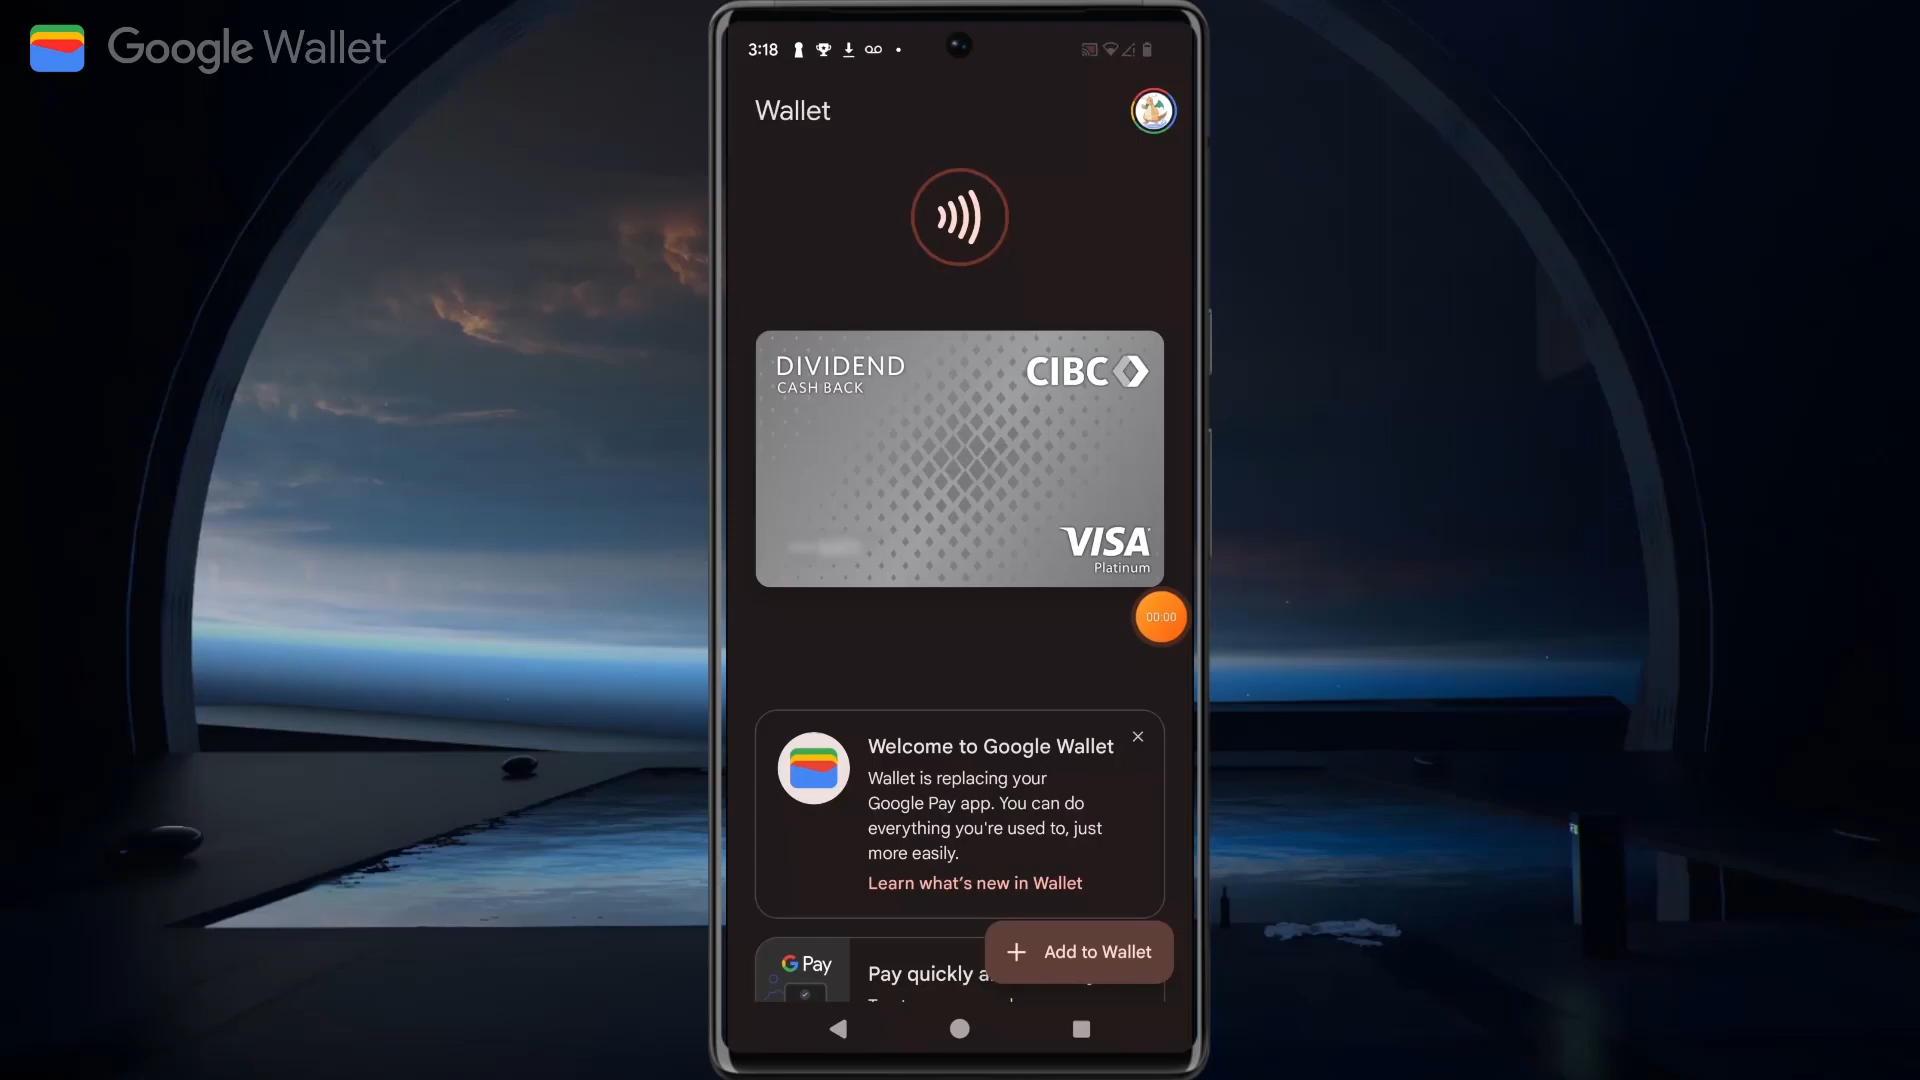 Google Wallet
3:18
Wallet
DIVIDEND
CASH BACK
CIBC
VISA
Platinum
00:00
Welcome to Google Wallet
Wallet is replacing your
Google Pay app. You can do
everything you're used to, just
more easily.
Learn what's new in Wallet
G Pay
Pay quickly a
Add to Wallet